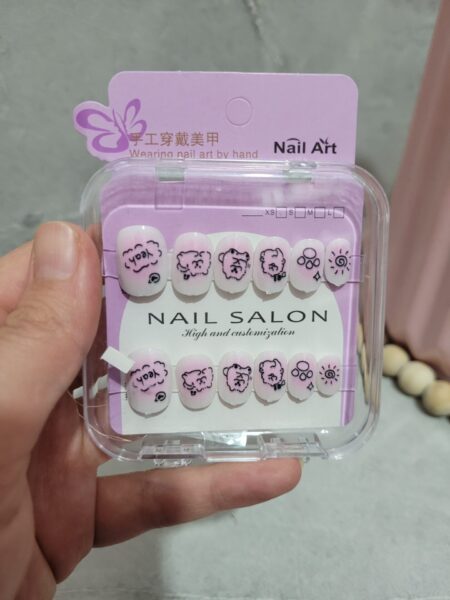 手工穿戴美甲
Wearing nail art by hand
Nail Art
XS S M L
Yeah
NAIL SALON
High and customization
Yeah